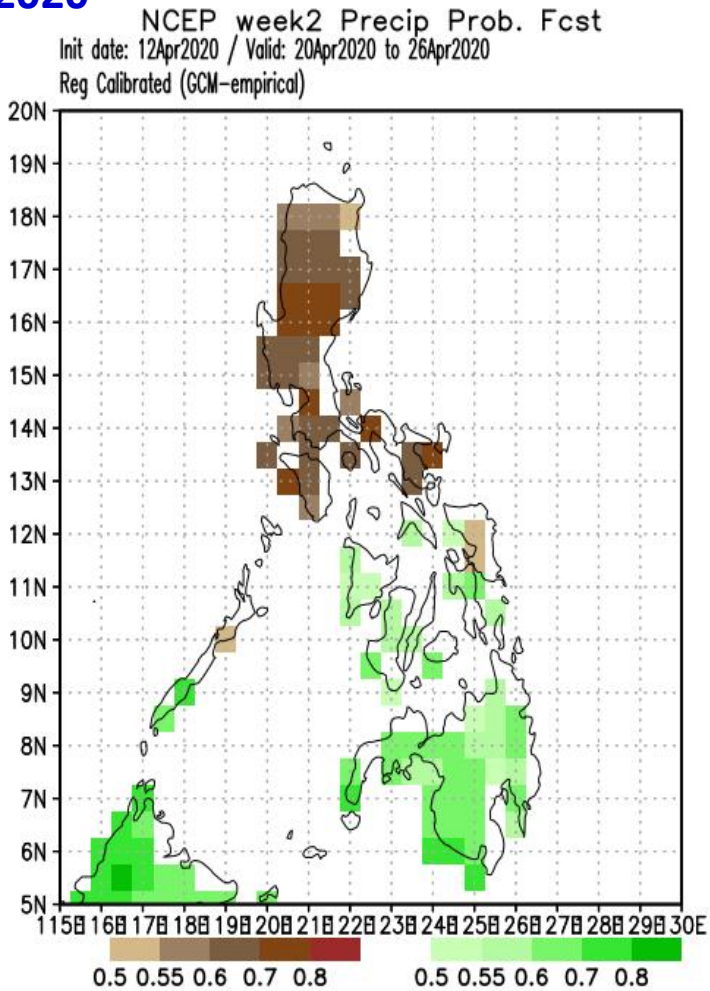 2020
NCEP week2 Precip Prob. Fcst
Init date: 12Apr2020 / Valid: 20Apr2020 to 26Apr2020
Reg Calibrated (GCM-empirical)
20N
19N
18N
17N
16N
15N
14N
13N
12N
11N
10N
9N
8N
7N
6N
5N
115E 116E 117E 118E 119E 120E 121E 122E 123E 124E 125E 126E 127E 128E 129E 130E
0.5 0.55 0.6 0.7 0.8 0.5 0.55 0.6 0.7 0.8